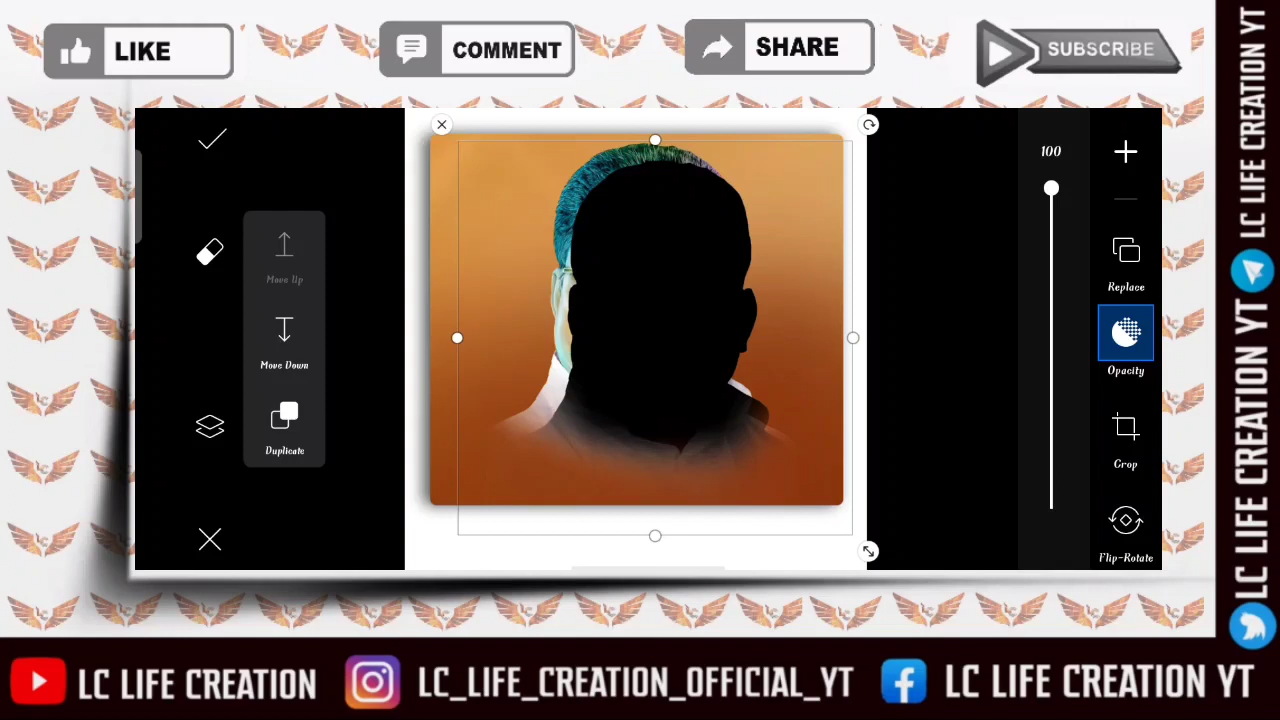 LIKE
COMMENT
SHARE
SUBSCRIBE
100
Move Up
Move Down
Duplicate
Replace
Opacity
Crop
Flip-Rotate
LC LIFE CREATION YT
LC LIFE CREATION YT
LC LIFE CREATION
LC_LIFE_CREATION_OFFICIAL_YT
LC LIFE CREATION YT